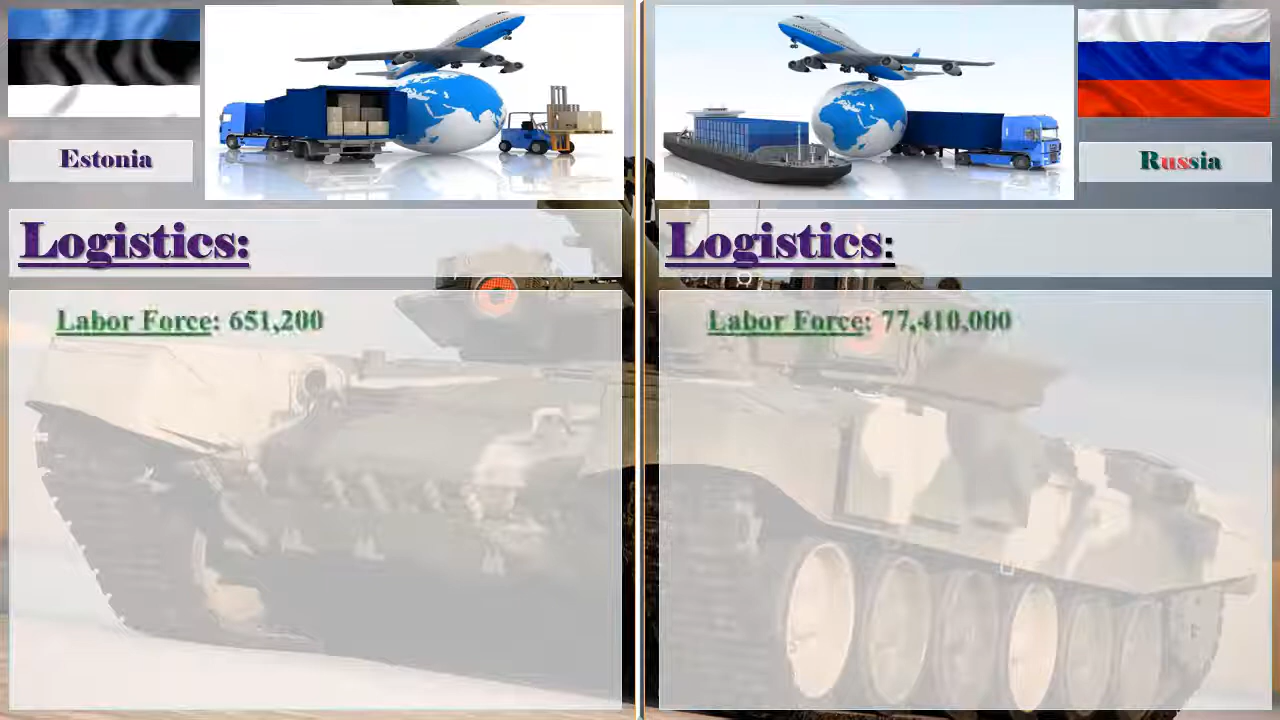 Estonia
Russia
Logistics:
Logistics:
Labor Force: 651,200
Labor Force: 77,410,000